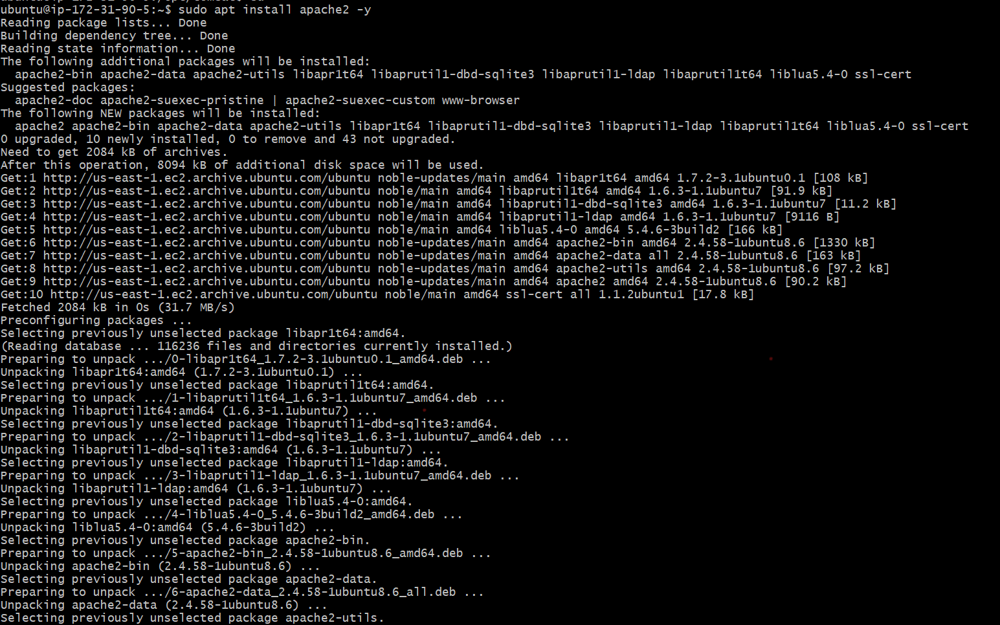 ubuntu@ip-172-31-90-5:~$ sudo apt install apache2 -y
Reading package lists... Done
Building dependency tree... Done
Reading state information... Done
The following additional packages will be installed:
  apache2-bin apache2-data apache2-utils libapr1t64 libaprutil1-dbd-sqlite3 libaprutil1-ldap libaprutil1t64 liblua5.4-0 ssl-cert
Suggested packages:
  apache2-doc apache2-suexec-pristine | apache2-suexec-custom www-browser
The following NEW packages will be installed:
  apache2 apache2-bin apache2-data apache2-utils libapr1t64 libaprutil1-dbd-sqlite3 libaprutil1-ldap libaprutil1t64 liblua5.4-0 ssl-cert
0 upgraded, 10 newly installed, 0 to remove and 43 not upgraded.
Need to get 2084 kB of archives.
After this operation, 8094 kB of additional disk space will be used.
Get:1 http://us-east-1.ec2.archive.ubuntu.com/ubuntu noble-updates/main amd64 libapr1t64 amd64 1.7.2-3.1ubuntu0.1 [108 kB]
Get:2 http://us-east-1.ec2.archive.ubuntu.com/ubuntu noble/main amd64 libaprutil1t64 amd64 1.6.3-1.1ubuntu7 [91.9 kB]
Get:3 http://us-east-1.ec2.archive.ubuntu.com/ubuntu noble/main amd64 libaprutil1-dbd-sqlite3 amd64 1.6.3-1.1ubuntu7 [11.2 kB]
Get:4 http://us-east-1.ec2.archive.ubuntu.com/ubuntu noble/main amd64 libaprutil1-ldap amd64 1.6.3-1.1ubuntu7 [9116 B]
Get:5 http://us-east-1.ec2.archive.ubuntu.com/ubuntu noble/main amd64 liblua5.4-0 amd64 5.4.6-3build2 [166 kB]
Get:6 http://us-east-1.ec2.archive.ubuntu.com/ubuntu noble-updates/main amd64 apache2-bin amd64 2.4.58-1ubuntu8.6 [1330 kB]
Get:7 http://us-east-1.ec2.archive.ubuntu.com/ubuntu noble-updates/main amd64 apache2-data all 2.4.58-1ubuntu8.6 [163 kB]
Get:8 http://us-east-1.ec2.archive.ubuntu.com/ubuntu noble-updates/main amd64 apache2-utils amd64 2.4.58-1ubuntu8.6 [97.2 kB]
Get:9 http://us-east-1.ec2.archive.ubuntu.com/ubuntu noble-updates/main amd64 apache2 amd64 2.4.58-1ubuntu8.6 [90.2 kB]
Get:10 http://us-east-1.ec2.archive.ubuntu.com/ubuntu noble/main amd64 ssl-cert all 1.1.2ubuntu1 [17.8 kB]
Fetched 2084 kB in 0s (31.7 MB/s)
Preconfiguring packages ...
Selecting previously unselected package libapr1t64:amd64.
(Reading database ... 116236 files and directories currently installed.)
Preparing to unpack .../0-libapr1t64_1.7.2-3.1ubuntu0.1_amd64.deb ...
Unpacking libapr1t64:amd64 (1.7.2-3.1ubuntu0.1) ...
Selecting previously unselected package libaprutil1t64:amd64.
Preparing to unpack .../1-libaprutil1t64_1.6.3-1.1ubuntu7_amd64.deb ...
Unpacking libaprutil1t64:amd64 (1.6.3-1.1ubuntu7) ...
Selecting previously unselected package libaprutil1-dbd-sqlite3:amd64.
Preparing to unpack .../2-libaprutil1-dbd-sqlite3_1.6.3-1.1ubuntu7_amd64.deb ...
Unpacking libaprutil1-dbd-sqlite3:amd64 (1.6.3-1.1ubuntu7) ...
Selecting previously unselected package libaprutil1-ldap:amd64.
Preparing to unpack .../3-libaprutil1-ldap_1.6.3-1.1ubuntu7_amd64.deb ...
Unpacking libaprutil1-ldap:amd64 (1.6.3-1.1ubuntu7) ...
Selecting previously unselected package liblua5.4-0:amd64.
Preparing to unpack .../4-liblua5.4-0_5.4.6-3build2_amd64.deb ...
Unpacking liblua5.4-0:amd64 (5.4.6-3build2) ...
Selecting previously unselected package apache2-bin.
Preparing to unpack .../5-apache2-bin_2.4.58-1ubuntu8.6_amd64.deb ...
Unpacking apache2-bin (2.4.58-1ubuntu8.6) ...
Selecting previously unselected package apache2-data.
Preparing to unpack .../6-apache2-data_2.4.58-1ubuntu8.6_all.deb ...
Unpacking apache2-data (2.4.58-1ubuntu8.6) ...
Selecting previously unselected package apache2-utils.